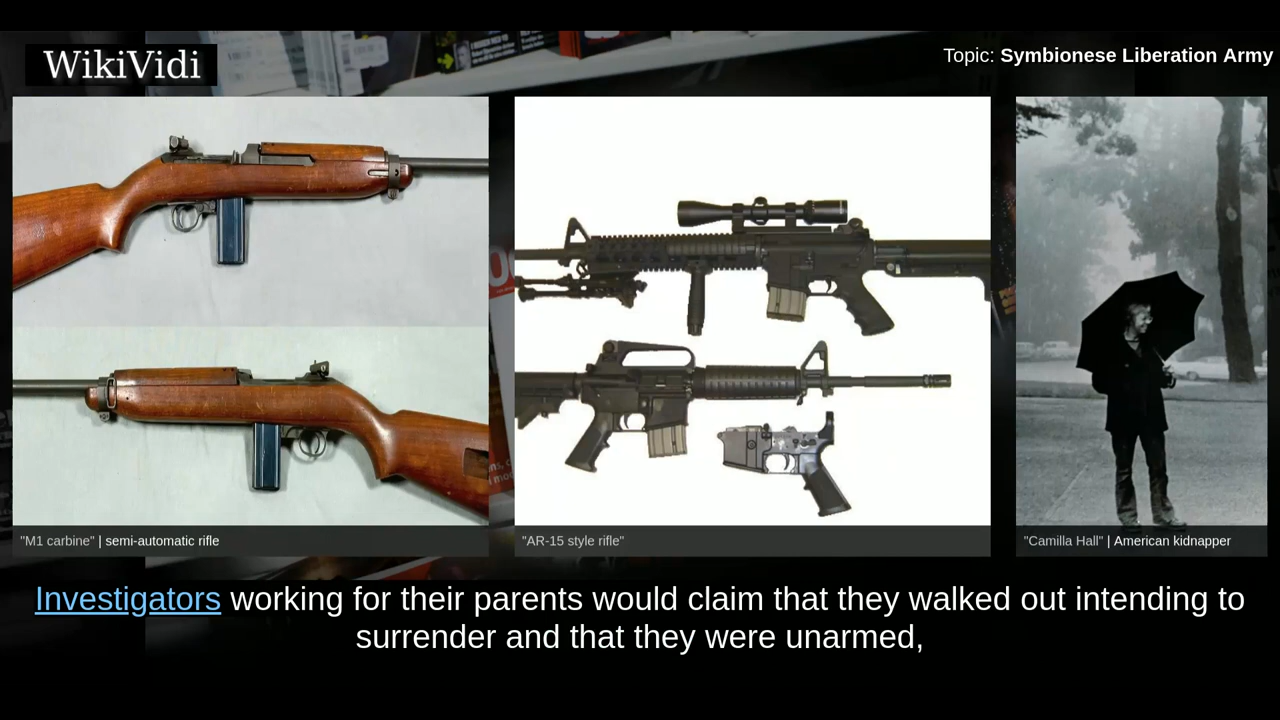 WikiVidi
Topic: Symbionese Liberation Army
"M1 carbine" | semi-automatic rifle
"AR-15 style rifle"
"Camilla Hall" | American kidnapper
Investigators working for their parents would claim that they walked out intending to
surrender and that they were unarmed,